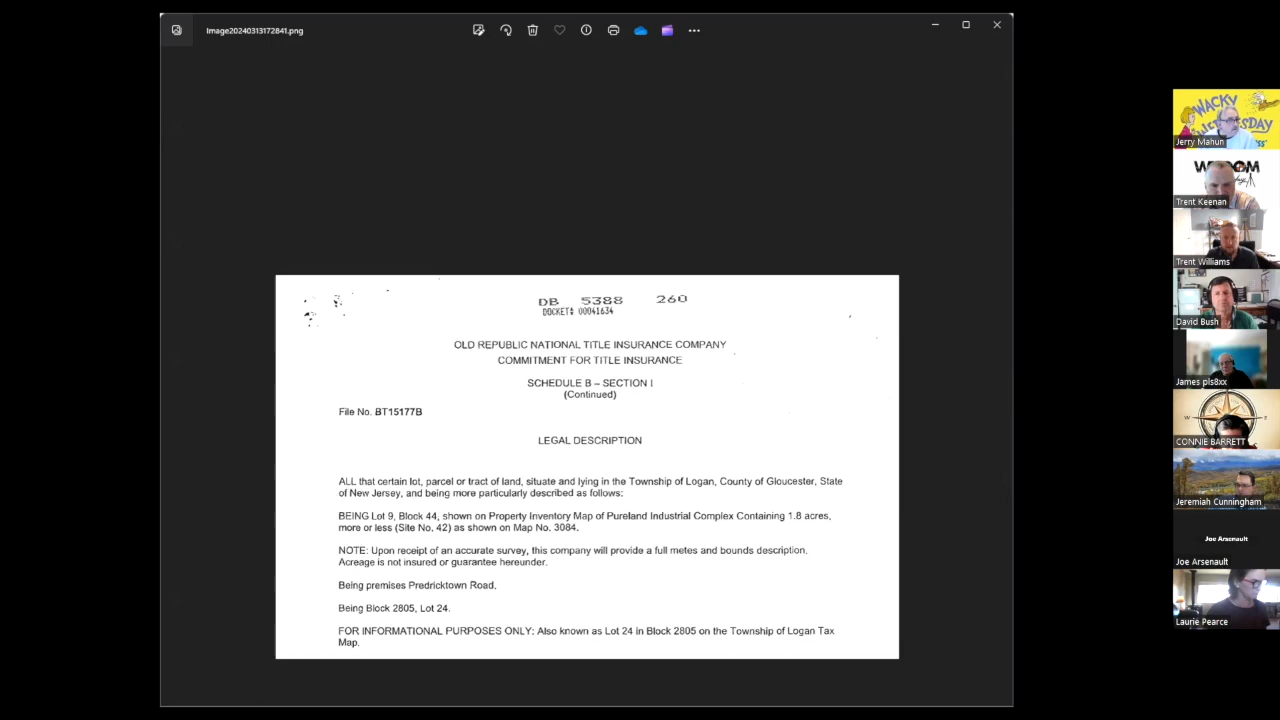 Image20240313172841.png
DB 5388 260
DOCKET# 00041634
OLD REPUBLIC NATIONAL TITLE INSURANCE COMPANY
COMMITMENT FOR TITLE INSURANCE
SCHEDULE B – SECTION I
(Continued)
File No. BT15177B
LEGAL DESCRIPTION
ALL that certain lot, parcel or tract of land, situate and lying in the Township of Logan, County of Gloucester, State
of New Jersey, and being more particularly described as follows:
BEING Lot 9, Block 44, shown on Property Inventory Map of Pureland Industrial Complex Containing 1.8 acres,
more or less (Site No. 42) as shown on Map No. 3084.
NOTE: Upon receipt of an accurate survey, this company will provide a full metes and bounds description.
Acreage is not insured or guarantee hereunder.
Being premises Predricktown Road,
Being Block 2805, Lot 24.
FOR INFORMATIONAL PURPOSES ONLY: Also known as Lot 24 in Block 2805 on the Township of Logan Tax
Map.
WACKY
Jerry Mahun
Trent Keenan
Trent Williams
David Bush
James pls8xx
W E
CONNIE BARRETT
Jeremiah Cunningham
Joe Arsenault
Joe Arsenault
Laurie Pearce